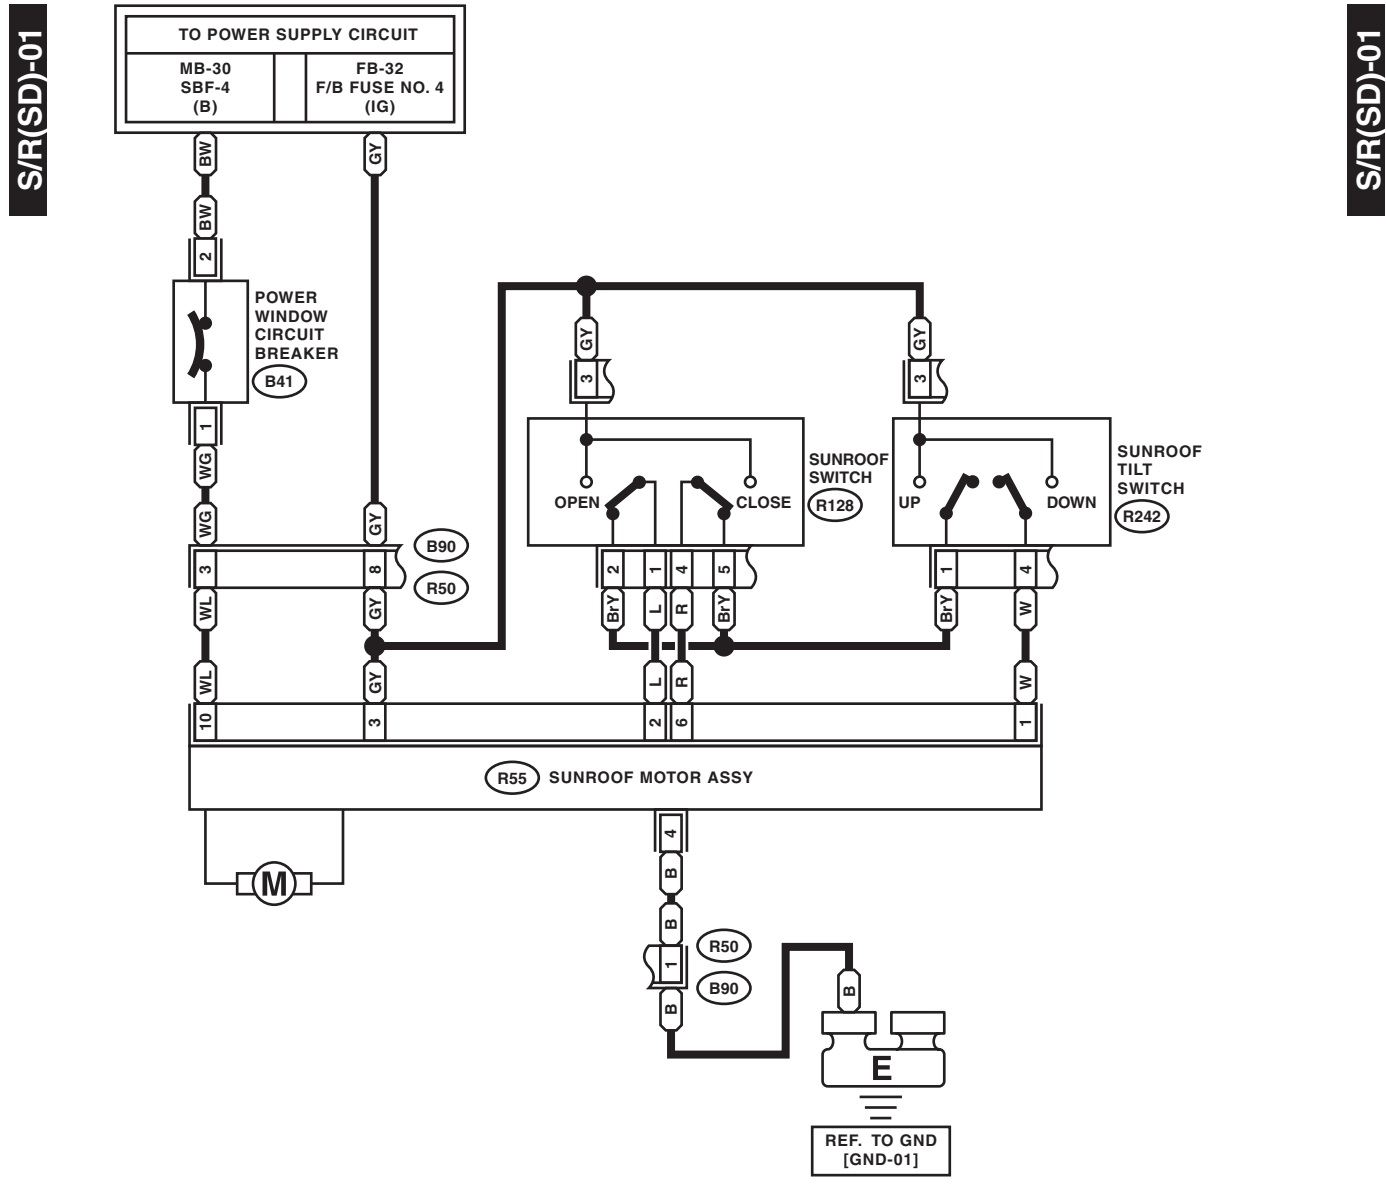 S/R(SD)-01
S/R(SD)-01
TO POWER SUPPLY CIRCUIT
MB-30
SBF-4
(B)
FB-32
F/B FUSE NO. 4
(IG)
BW
GY
BW
2
POWER
WINDOW
CIRCUIT
BREAKER
B41
1
WG
WG
GY
3
8
B90
R50
WL
GY
WL
GY
GY
3
GY
3
OPEN
CLOSE
SUNROOF
SWITCH
R128
UP
DOWN
SUNROOF
TILT
SWITCH
R242
2
1
4
5
1
4
BrY
L
R
BrY
BrY
W
L
R
W
10
3
2
6
1
R55
SUNROOF MOTOR ASSY
M
4
B
B
1
R50
B90
B
B
E
REF. TO GND
[GND-01]